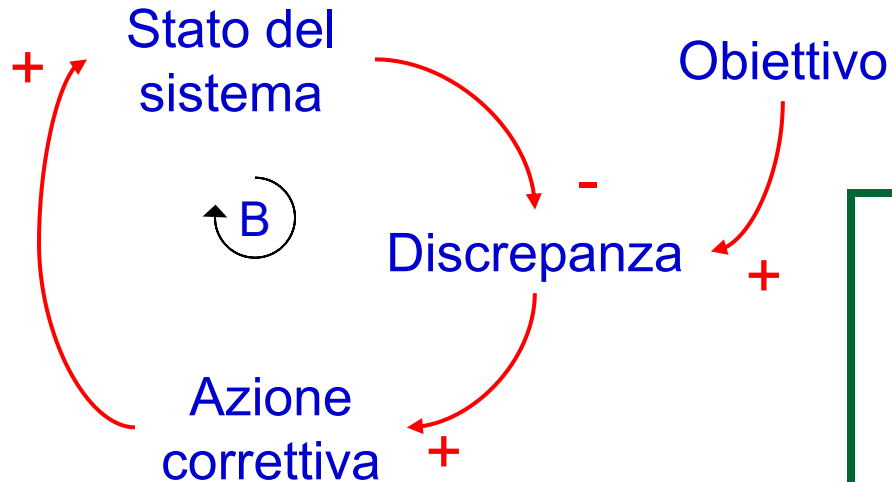 Stato del
sistema
+
Obiettivo
-
B
Discrepanza
+
Azione
correttiva
+